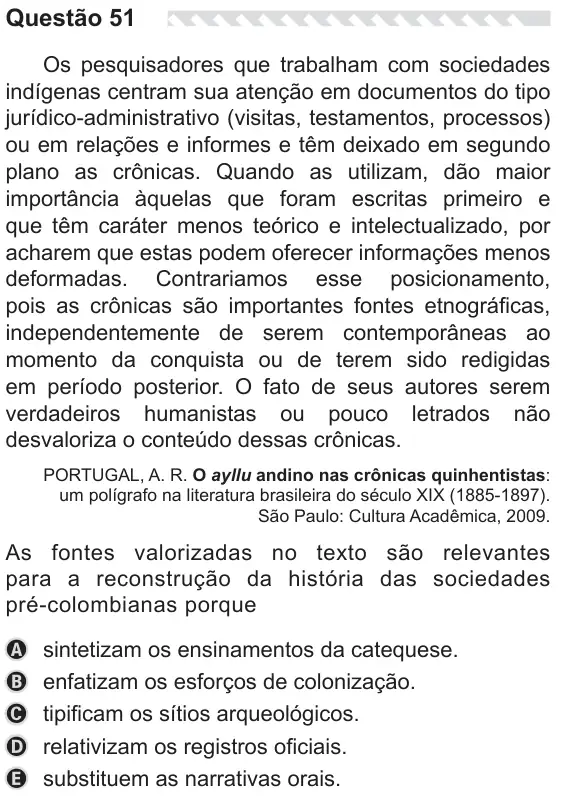 Questão 51
Os pesquisadores que trabalham com sociedades
indígenas centram sua atenção em documentos do tipo
jurídico-administrativo (visitas, testamentos, processos)
ou em relações e informes e têm deixado em segundo
plano as crônicas. Quando as utilizam, dão maior
importância àquelas que foram escritas primeiro e
que têm caráter menos teórico e intelectualizado, por
acharem que estas podem oferecer informações menos
deformadas. Contrariamos esse posicionamento,
pois as crônicas são importantes fontes etnográficas,
independentemente de serem contemporâneas ao
momento da conquista ou de terem sido redigidas
em período posterior. O fato de seus autores serem
verdadeiros humanistas ou pouco letrados não
desvaloriza o conteúdo dessas crônicas.
PORTUGAL, A. R. O ayllu andino nas crônicas quinhentistas:
um polígrafo na literatura brasileira do século XIX (1885-1897).
São Paulo: Cultura Acadêmica, 2009.
As fontes valorizadas no texto são relevantes
para a reconstrução da história das sociedades
pré-colombianas porque
A sintetizam os ensinamentos da catequese.
B enfatizam os esforços de colonização.
C tipificam os sítios arqueológicos.
D relativizam os registros oficiais.
E substituem as narrativas orais.